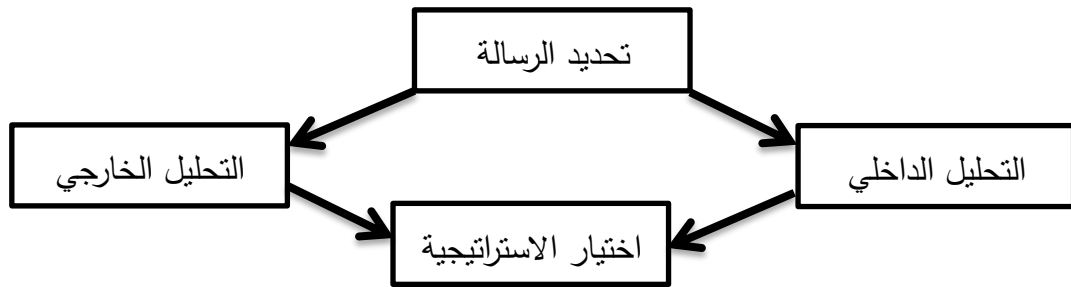 تحديد الرسالة
التحليل الداخلي
التحليل الخارجي
اختيار الاستراتيجية